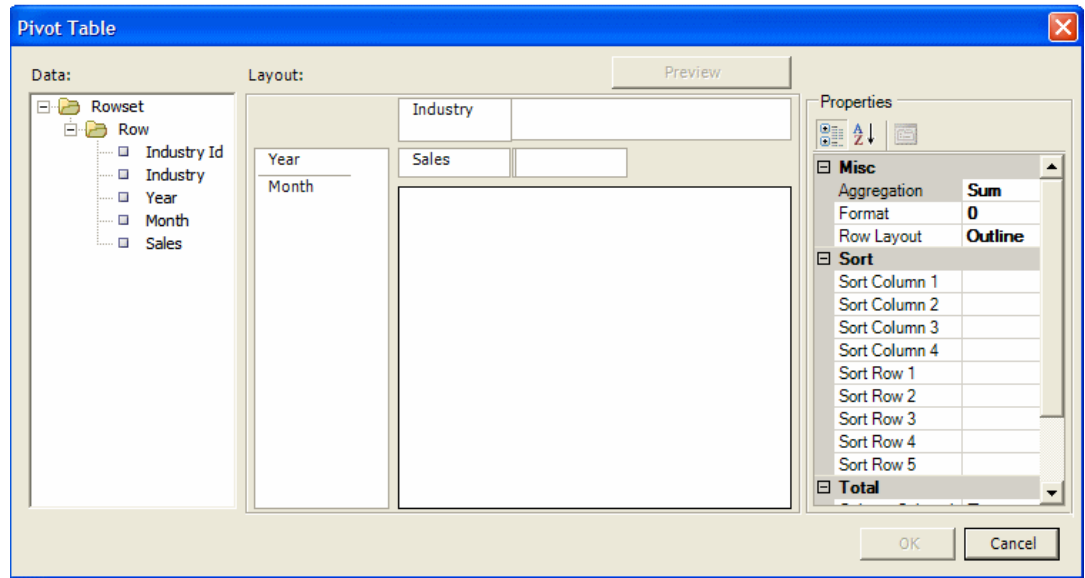 Pivot Table
Data:
Layout:
Preview
Rowset
Row
Industry Id
Industry
Year
Month
Sales
Industry
Year
Sales
Month
Properties
Misc
Aggregation Sum
Format 0
Row Layout Outline
Sort
Sort Column 1
Sort Column 2
Sort Column 3
Sort Column 4
Sort Row 1
Sort Row 2
Sort Row 3
Sort Row 4
Sort Row 5
Total
OK
Cancel